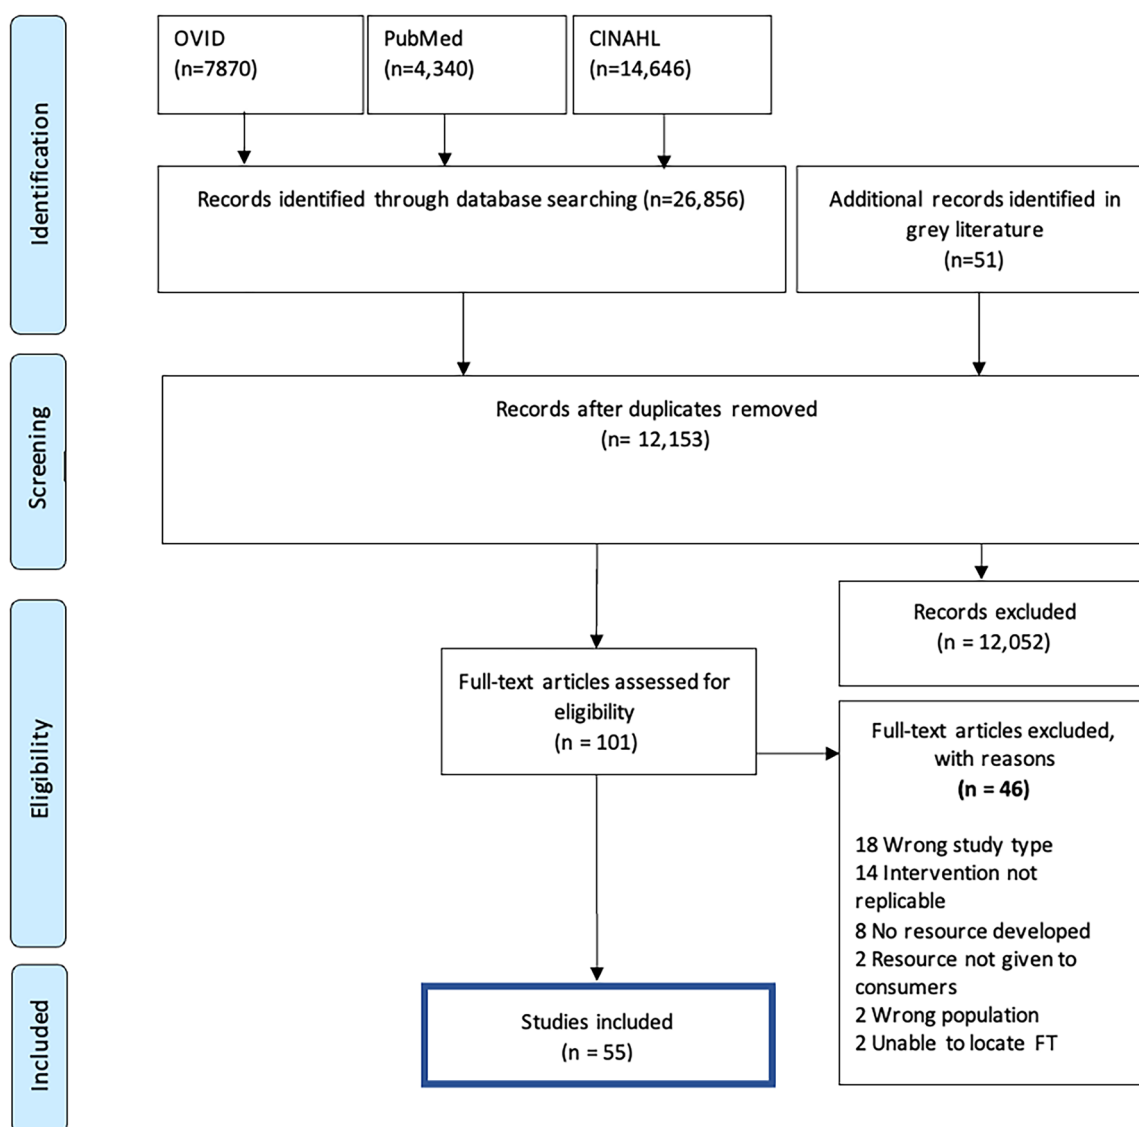 Identification
OVID
(n=7870)
PubMed
(n=4,340)
CINAHL
(n=14,646)
Records identified through database searching (n=26,856)
Additional records identified in
grey literature
(n=51)
Screening
Records after duplicates removed
(n= 12,153)
Records excluded
(n = 12,052)
Eligibility
Full-text articles assessed for
eligibility
(n = 101)
Full-text articles excluded,
with reasons
(n = 46)
18 Wrong study type
14 Intervention not
replicable
8 No resource developed
2 Resource not given to
consumers
2 Wrong population
2 Unable to locate FT
Included
Studies included
(n = 55)